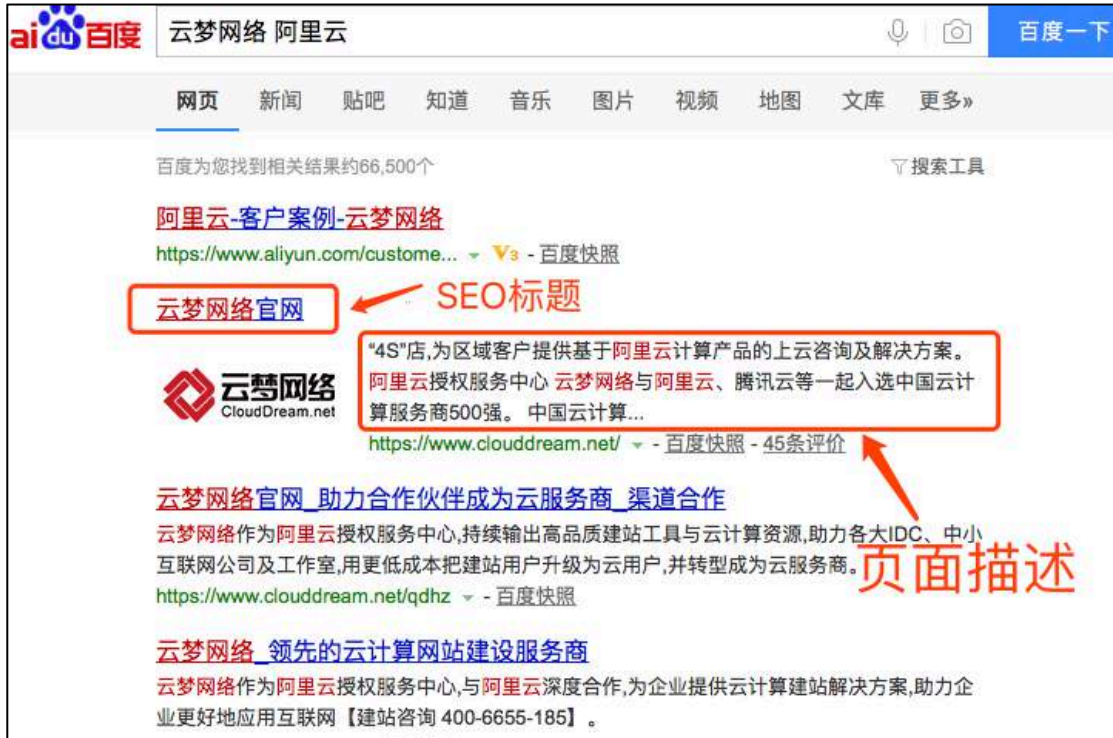 ai du 百度 云梦网络 阿里云 百度一下
网页 新闻 贴吧 知道 音乐 图片 视频 地图 文库 更多»
百度为您找到相关结果约66,500个 搜索工具
阿里云-客户案例-云梦网络
https://www.aliyun.com/custome... V3 - 百度快照
云梦网络官网 SEO标题
“4S”店,为区域客户提供基于阿里云计算产品的上云咨询及解决方案。
阿里云授权服务中心 云梦网络与阿里云、腾讯云等一起入选中国云计
算服务商500强。 中国云计算...
云梦网络
CloudDream.net
https://www.clouddream.net/ - 百度快照 - 45条评价
云梦网络官网_助力合作伙伴成为云服务商_渠道合作
云梦网络作为阿里云授权服务中心,持续输出高品质建站工具与云计算资源,助力各大IDC、中小
互联网公司及工作室,用更低成本把建站用户升级为云用户,并转型成为云服务商。
页面描述
https://www.clouddream.net/qdhz - 百度快照
云梦网络_领先的云计算网站建设服务商
云梦网络作为阿里云授权服务中心,与阿里云深度合作,为企业提供云计算建站解决方案,助力企
业更好地应用互联网【建站咨询 400-6655-185】 。